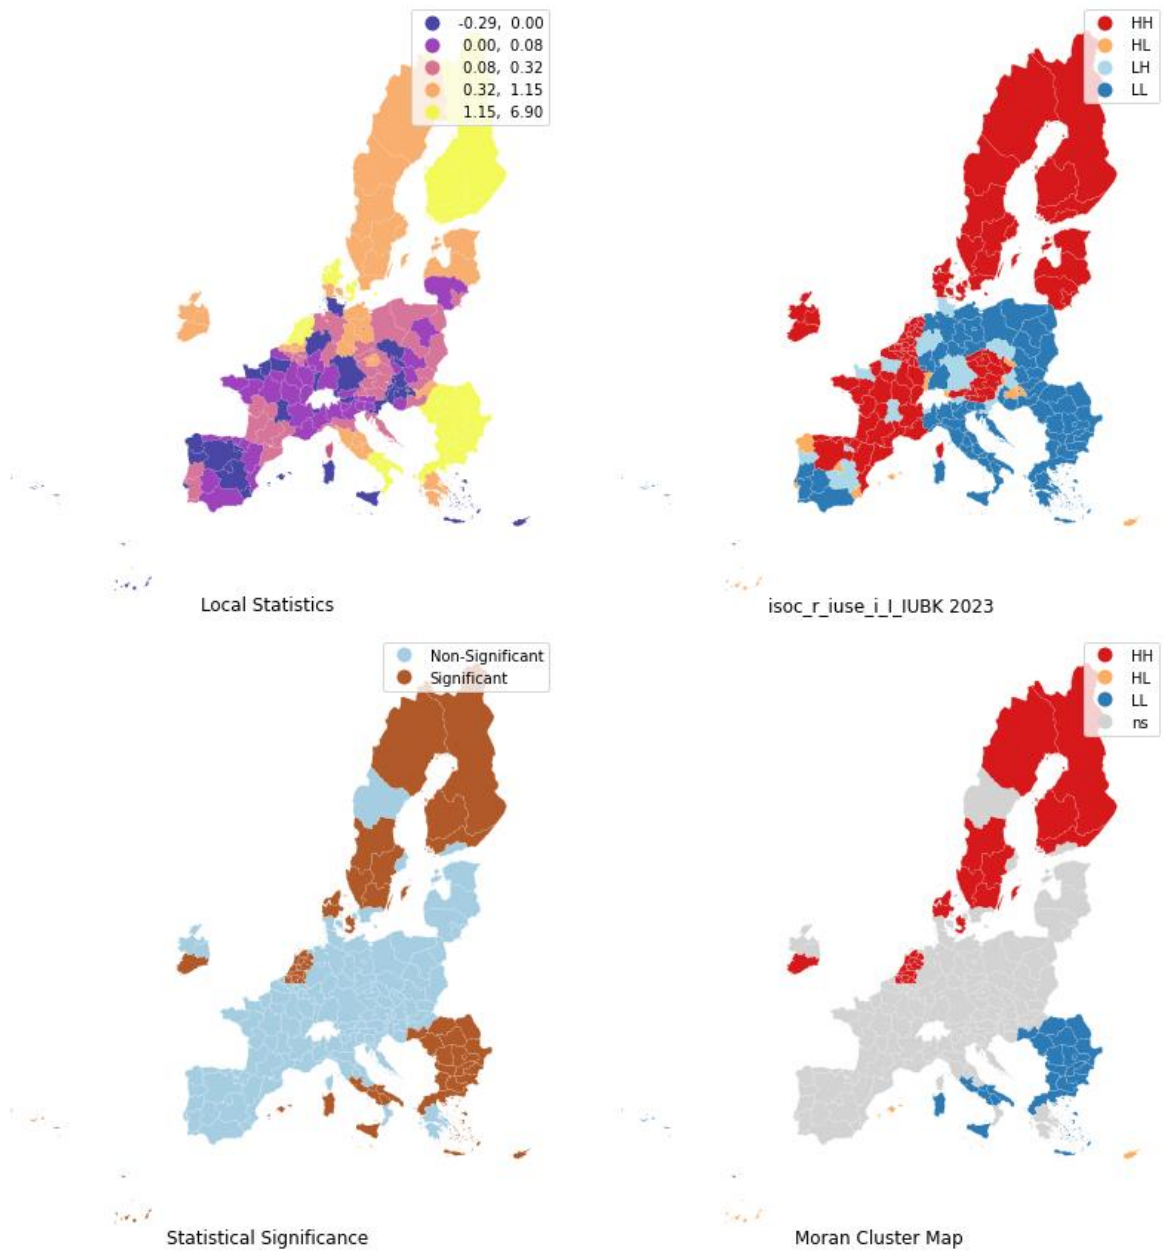 -0.29, 0.00
0.00, 0.08
0.08, 0.32
0.32, 1.15
1.15, 6.90
HH
HL
LH
LL
Local Statistics
isoc_r_iuse_i_I_IUBK 2023
Non-Significant
Significant
HH
HL
LL
ns
Statistical Significance
Moran Cluster Map